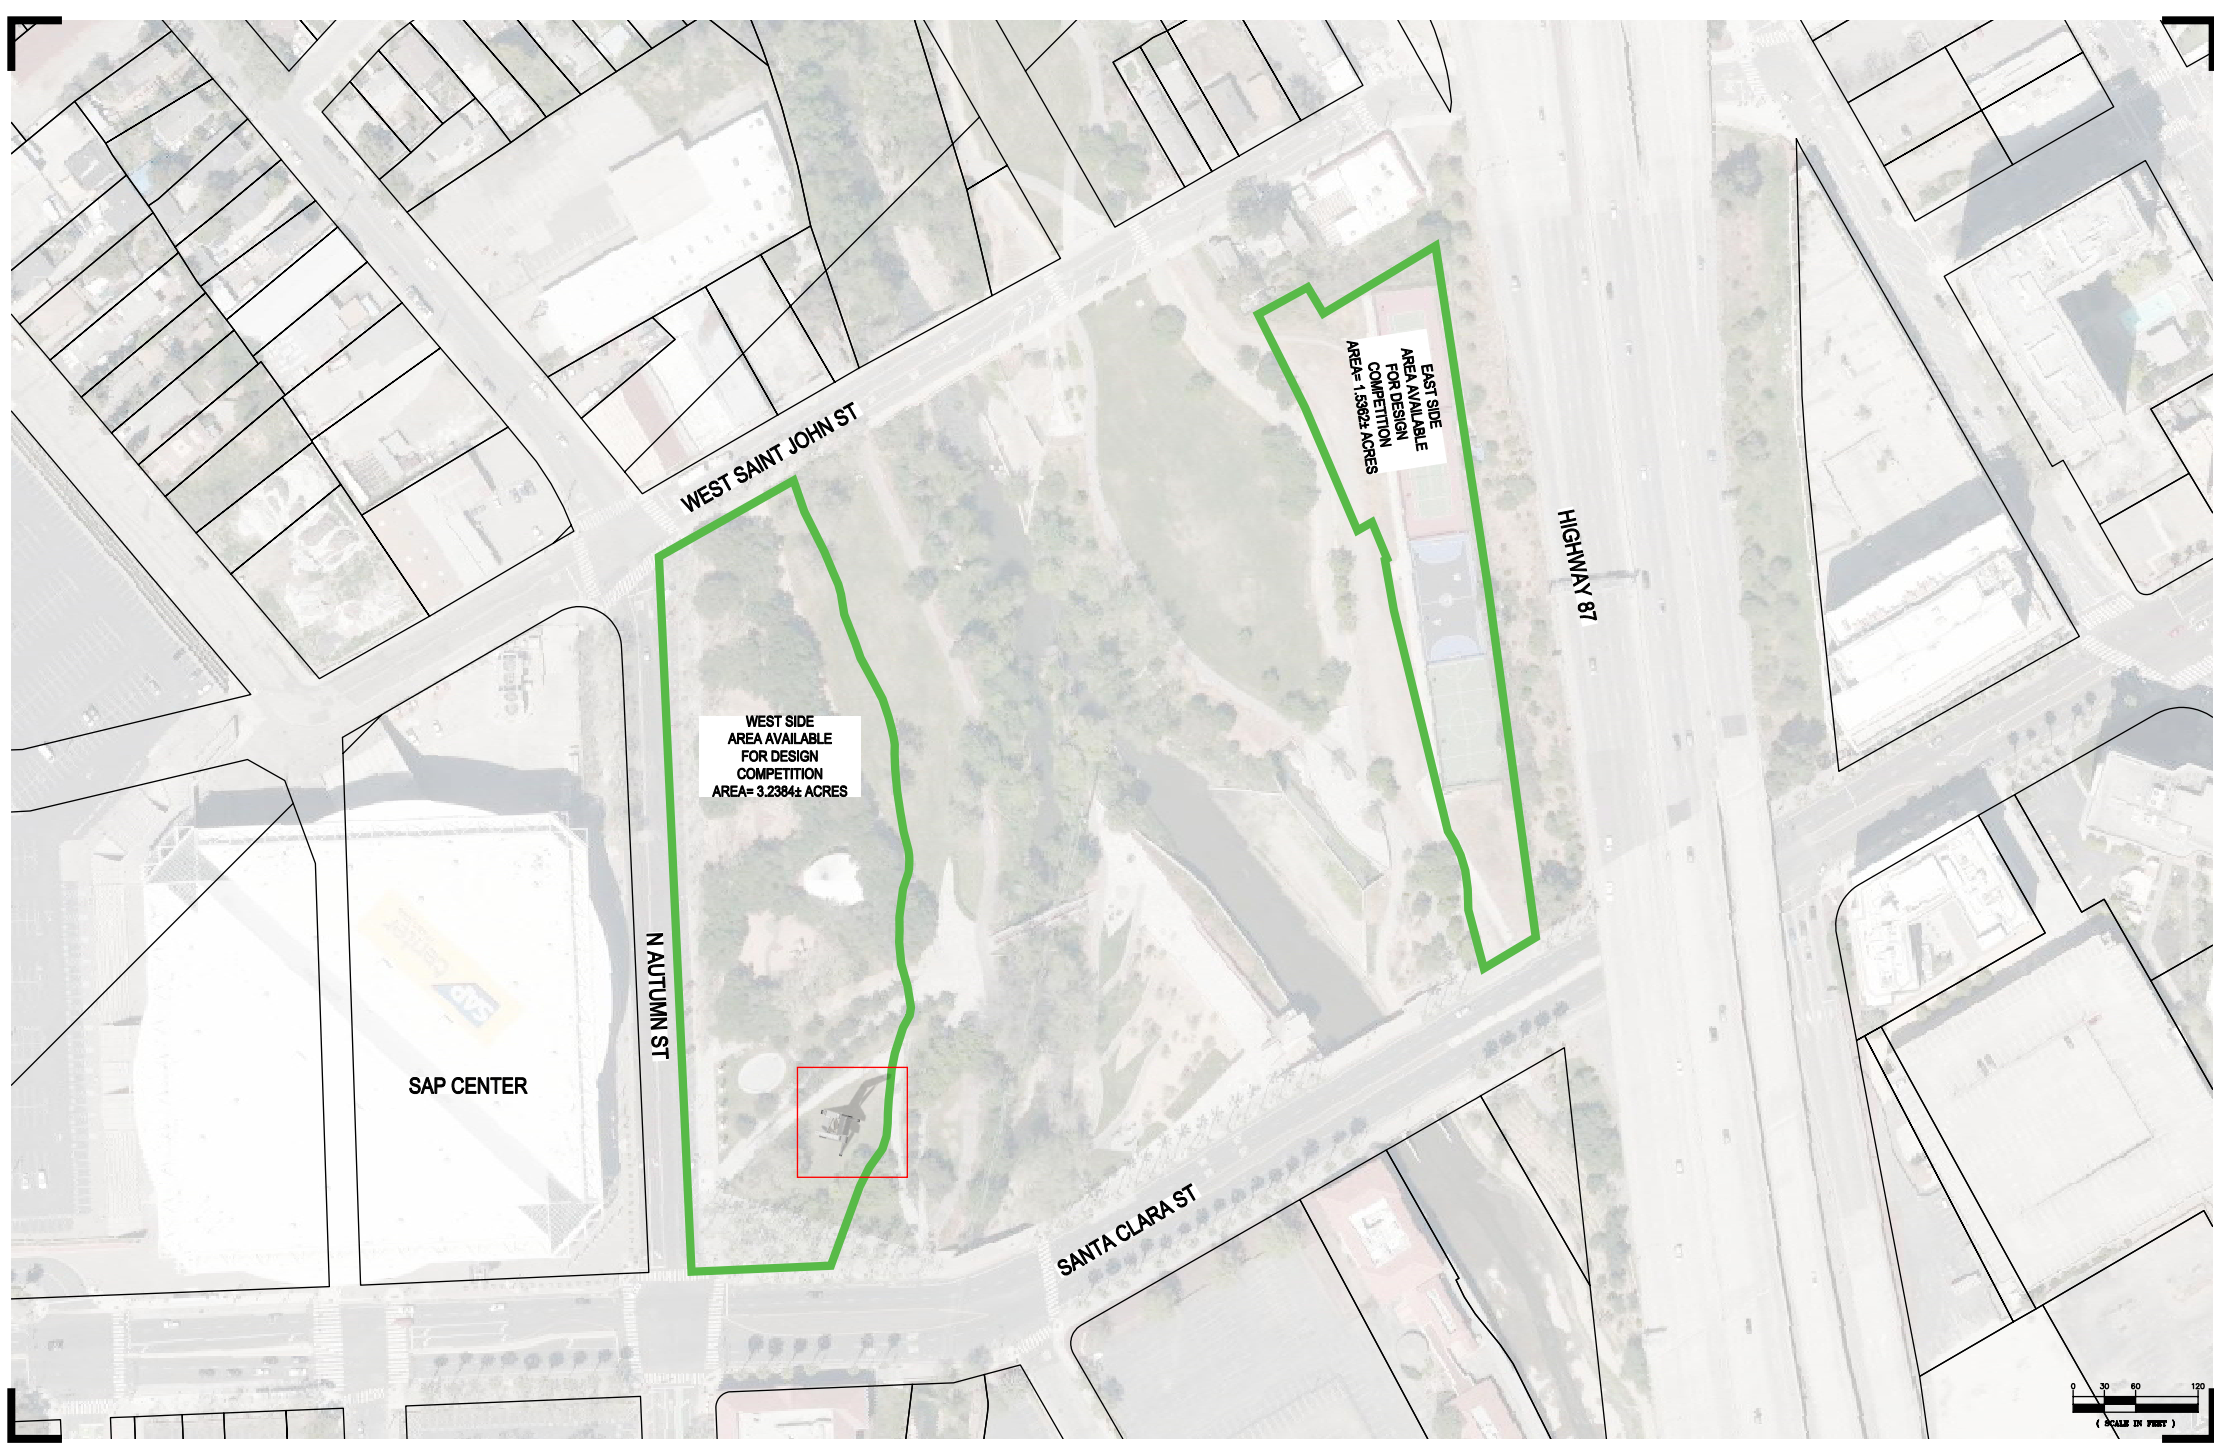 EAST SIDE
AREA AVAILABLE
FOR DESIGN
COMPETITION
AREA= 1.5362± ACRES
WEST SAINT JOHN ST
HIGHWAY 87
WEST SIDE
AREA AVAILABLE
FOR DESIGN
COMPETITION
AREA= 3.2384± ACRES
N AUTUMN ST
SAP
Center
SAP CENTER
SANTA CLARA ST
0 30 60 120
( SCALE IN FEET )